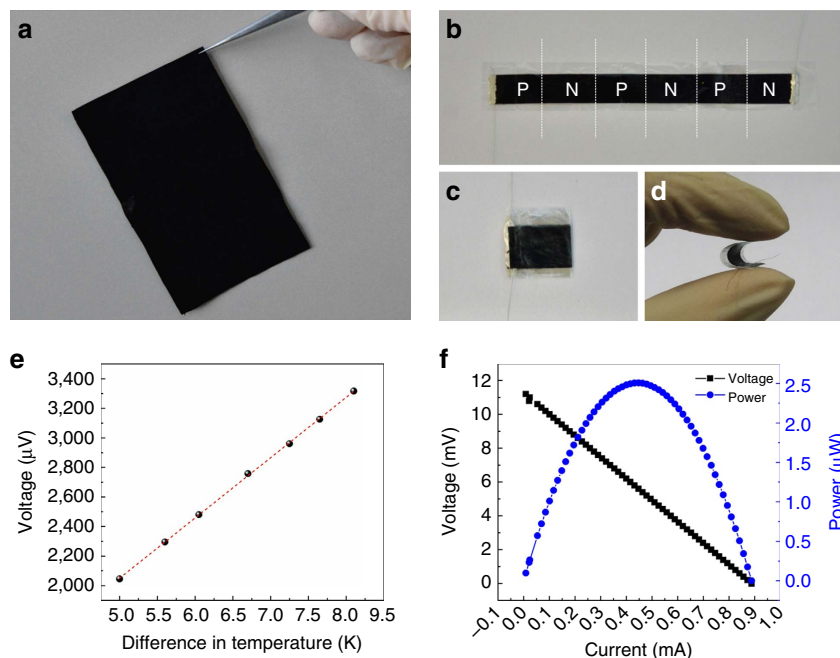 a
b
P N P N P N
c
d
e
3,400
3,200
3,000
2,800
2,600
2,400
2,200
2,000
Voltage (μV)
5.0 5.5 6.0 6.5 7.0 7.5 8.0 9.5
Difference in temperature (K)
f
12
10
8
6
4
2
0
Voltage (mV)
Voltage
Power
2.5
2.0
1.5
1.0
0.5
0.0
Power (μW)
−0.1 0.0 0.1 0.2 0.3 0.4 0.5 0.6 0.7 0.8 0.9 1.0
Current (mA)